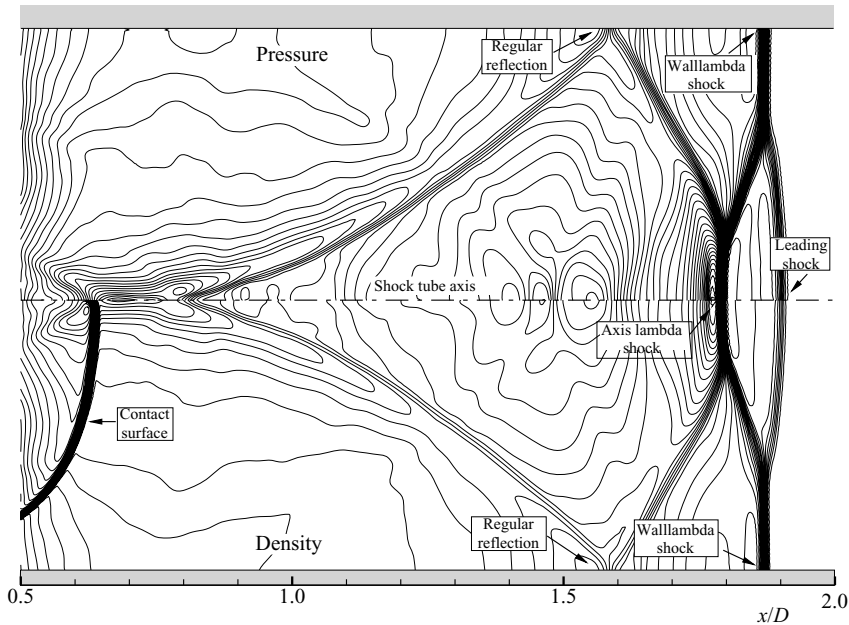 Pressure
Regular
reflection
Walllambda
shock
Leading
shock
Shock tube axis
Axis lambda
shock
Contact
surface
Density
Regular
reflection
Walllambda
shock
0.5
1.0
1.5
2.0
x/D